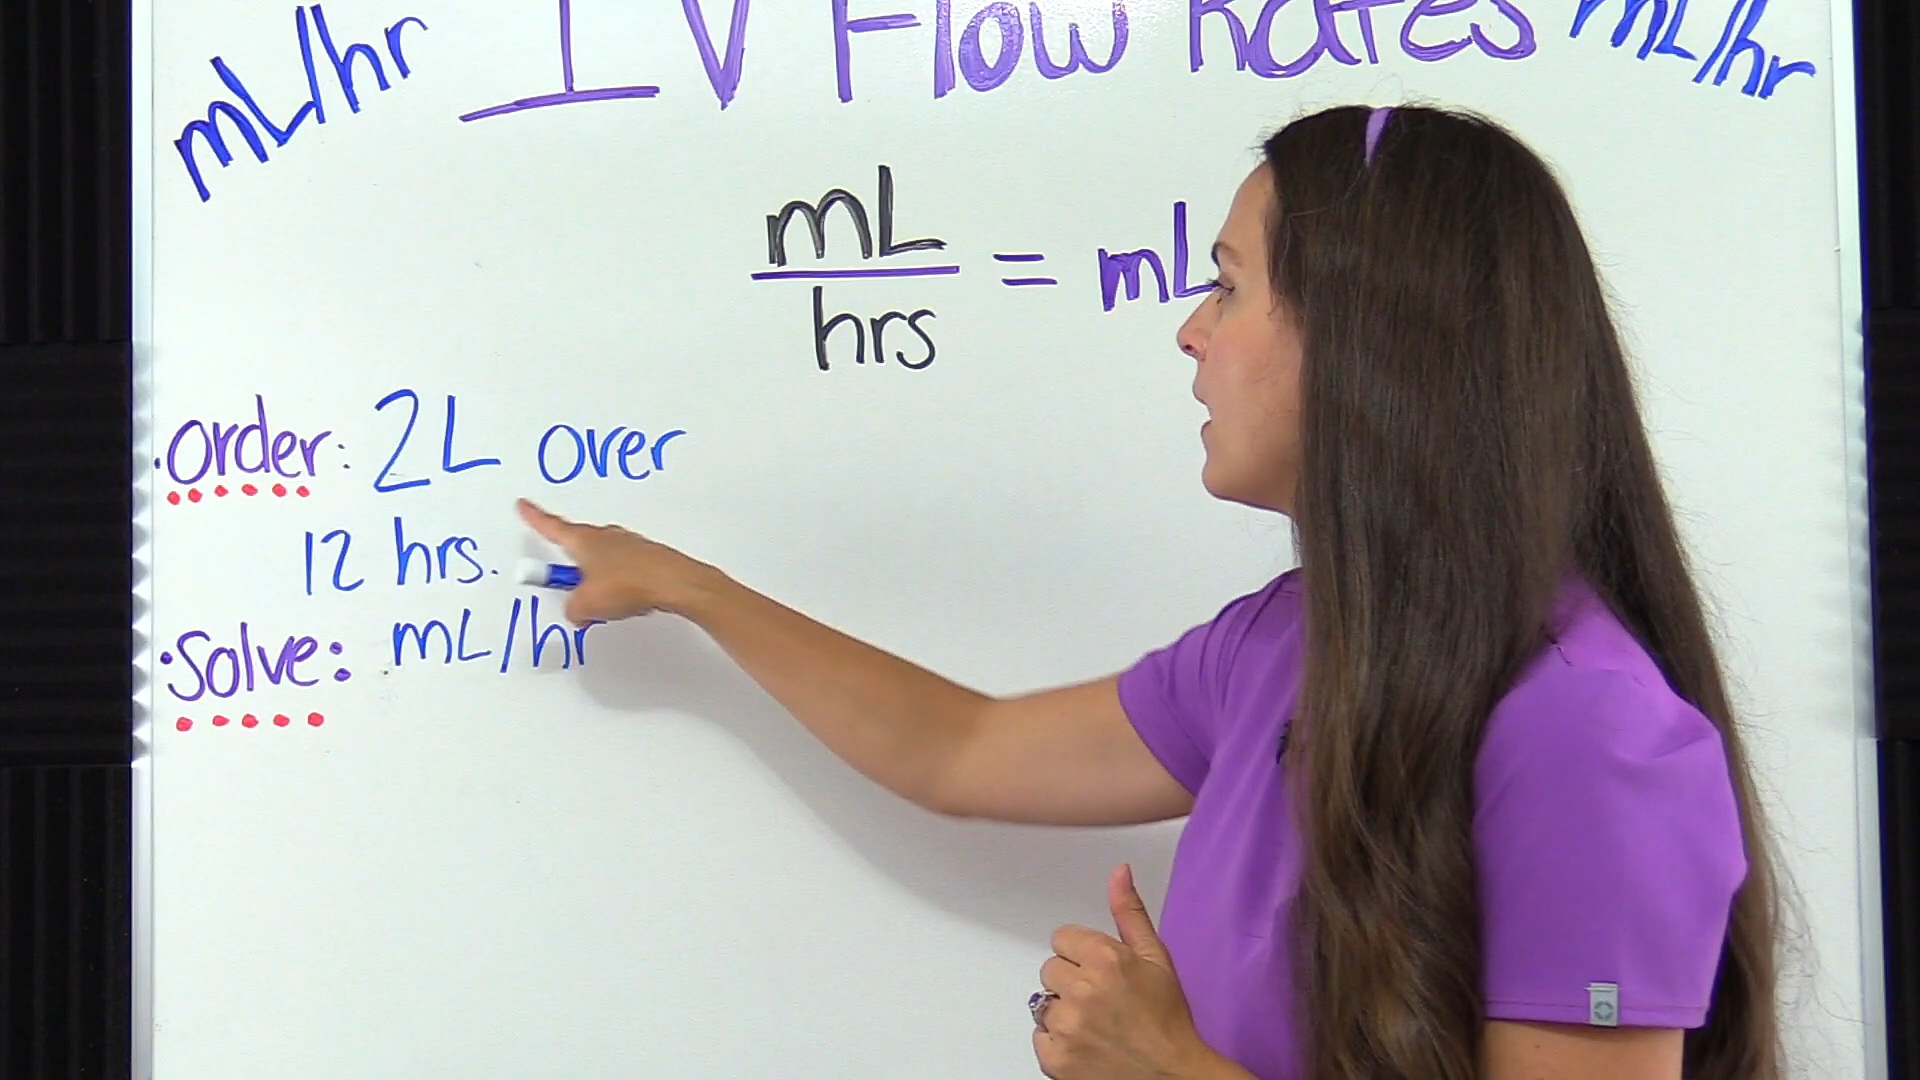 mL/hr
IV Flow Rates
mL/hr
mL
hrs
= mL
·order: 2L over
12 hrs.
·Solve: mL/hr